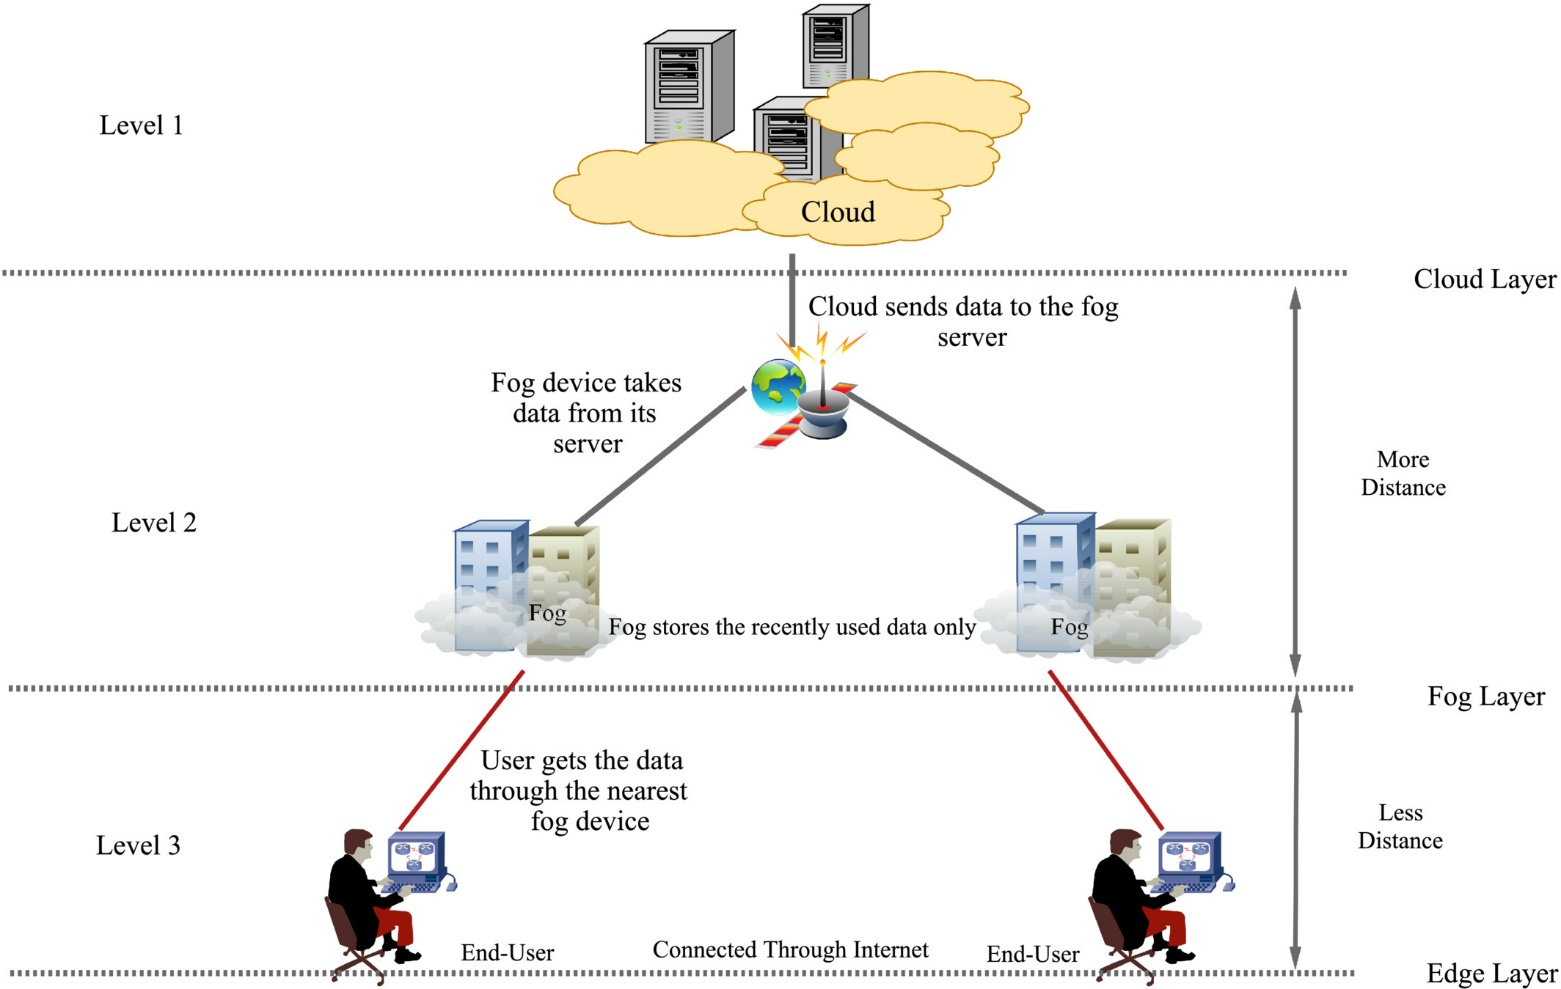 Level 1
Cloud
Cloud Layer
Cloud sends data to the fog
server
Fog device takes
data from its
server
More
Distance
Level 2
Fog
Fog stores the recently used data only
Fog
Fog Layer
User gets the data
through the nearest
fog device
Less
Distance
Level 3
End-User
Connected Through Internet
End-User
Edge Layer